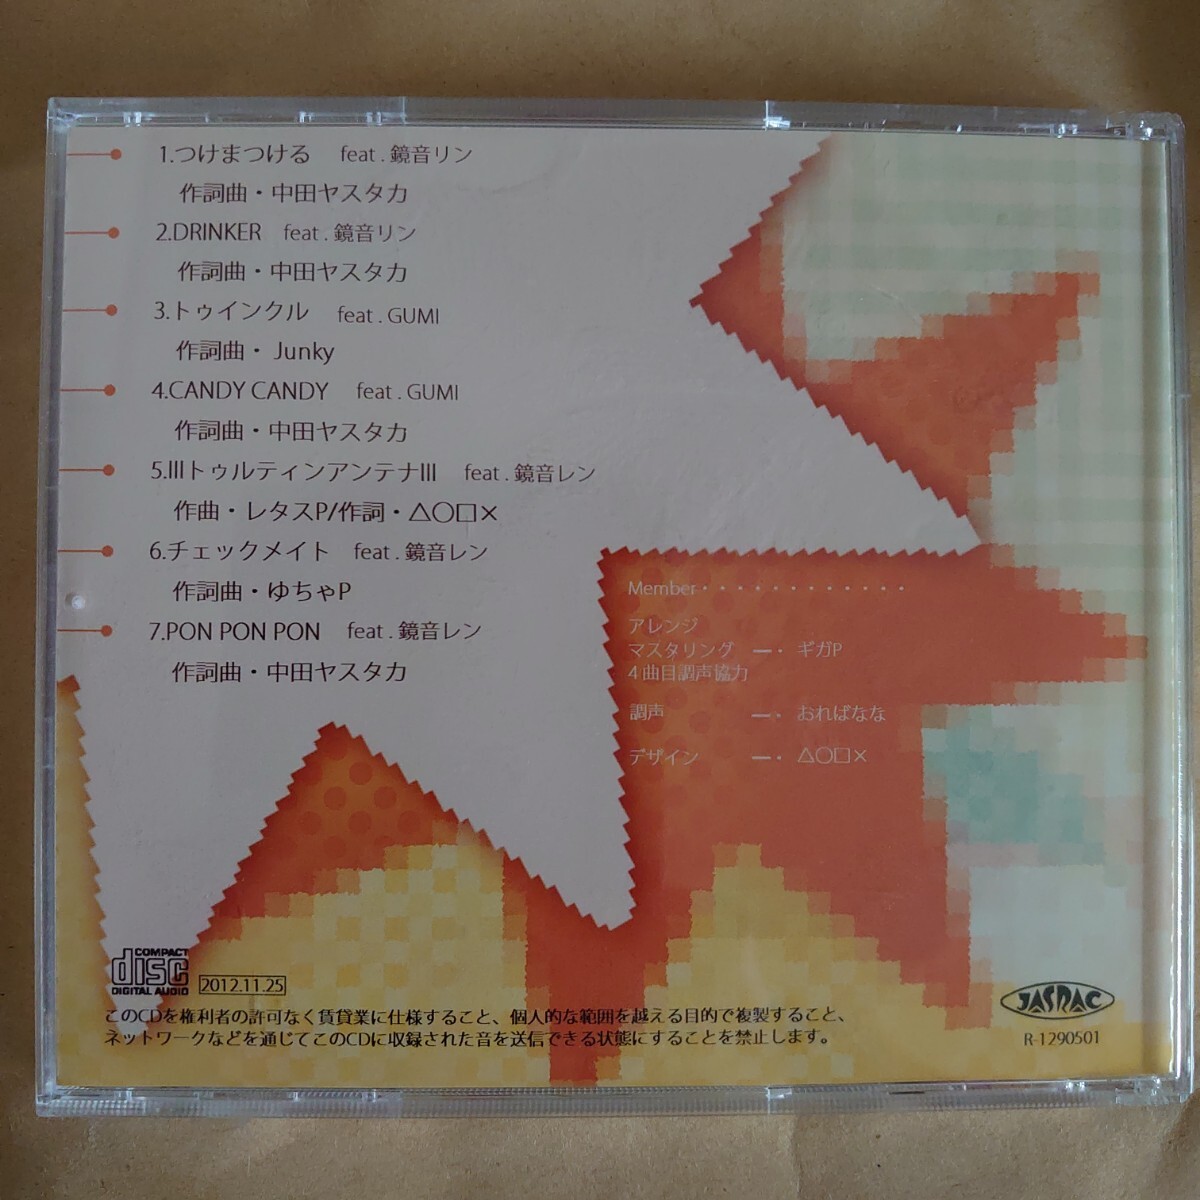 1.つけまつける feat.鏡音リン
作詞曲・中田ヤスタカ
2.DRINKER feat.鏡音リン
作詞曲・中田ヤスタカ
3.トゥインクル feat.GUMI
作詞曲・Junky
4.CANDY CANDY feat.GUMI
作詞曲・中田ヤスタカ
5.IIIトゥルティンアンテナIII feat.鏡音レン
作曲・レタスP/作詞・△○□×
6.チェックメイト feat.鏡音レン
作詞曲・ゆちゃP
7.PON PON PON feat.鏡音レン
作詞曲・中田ヤスタカ
Member・・・・・・・・・・・・・
アレンジ
マスタリング ―・ ギガP
4曲目調声協力
調声 ―・ おればなな
デザイン ―・ △○□×
COMPACT
disc
DIGITAL AUDIO
2012.11.25
このCDを権利者の許可なく賃貸業に仕様すること、個人的な範囲を越える目的で複製すること、
ネットワークなどを通じてこのCDに収録された音を送信できる状態にすることを禁止します。
JASRAC
R-1290501